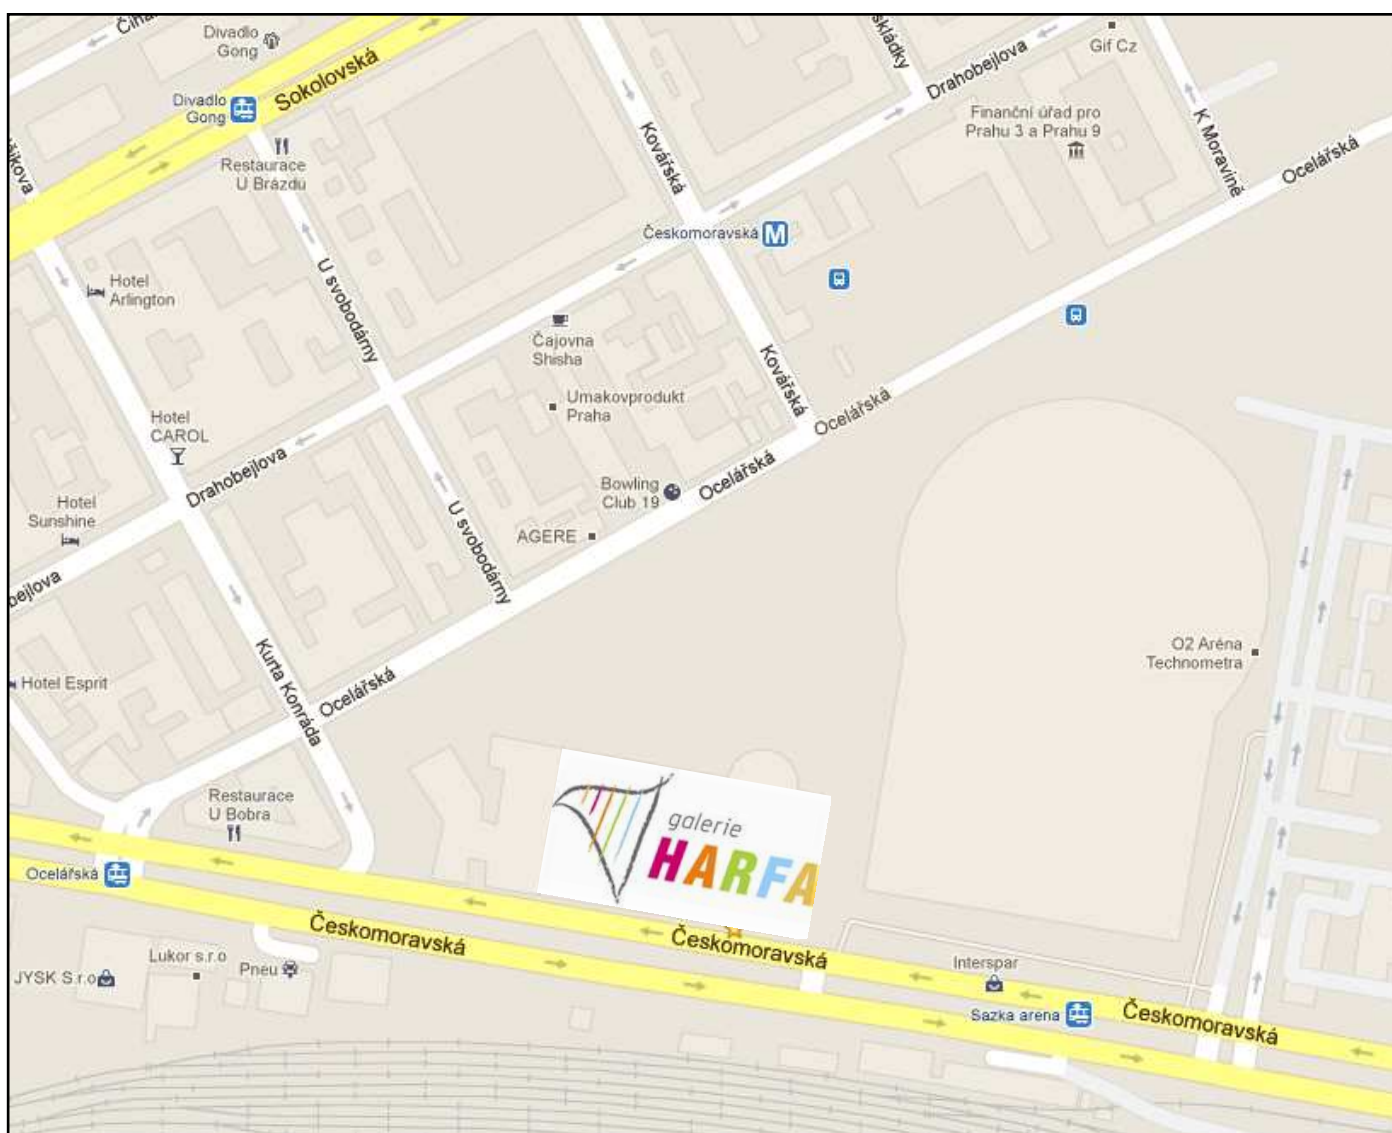 Divadlo
Gong
Sokolovská
Divadlo
Gong
Restaurace
U Brázdů
Kovářská
Drahobejlova
Gif Cz
Finanční úřad pro
Prahu 3 a Prahu 9
K Moravině
Ocelářská
Českomoravská M
Hotel
Arlington
U svobodárny
Čajovna
Shisha
Umakovprodukt
Praha
Kovářská
Ocelářská
Hotel
CAROL
Drahobejlova
Bowling
Club 19
Ocelářská
Hotel
Sunshine
AGERE
U svobodárny
Kurta Konráda
O2 Aréna
Technometra
Hotel Esprit
Ocelářská
Restaurace
U Bobra
galerie
HARFA
Ocelářská
Českomoravská
Českomoravská
Lukor s.r.o
Pneu
JYSK S.r.o
Interspar
Sazka arena
Českomoravská